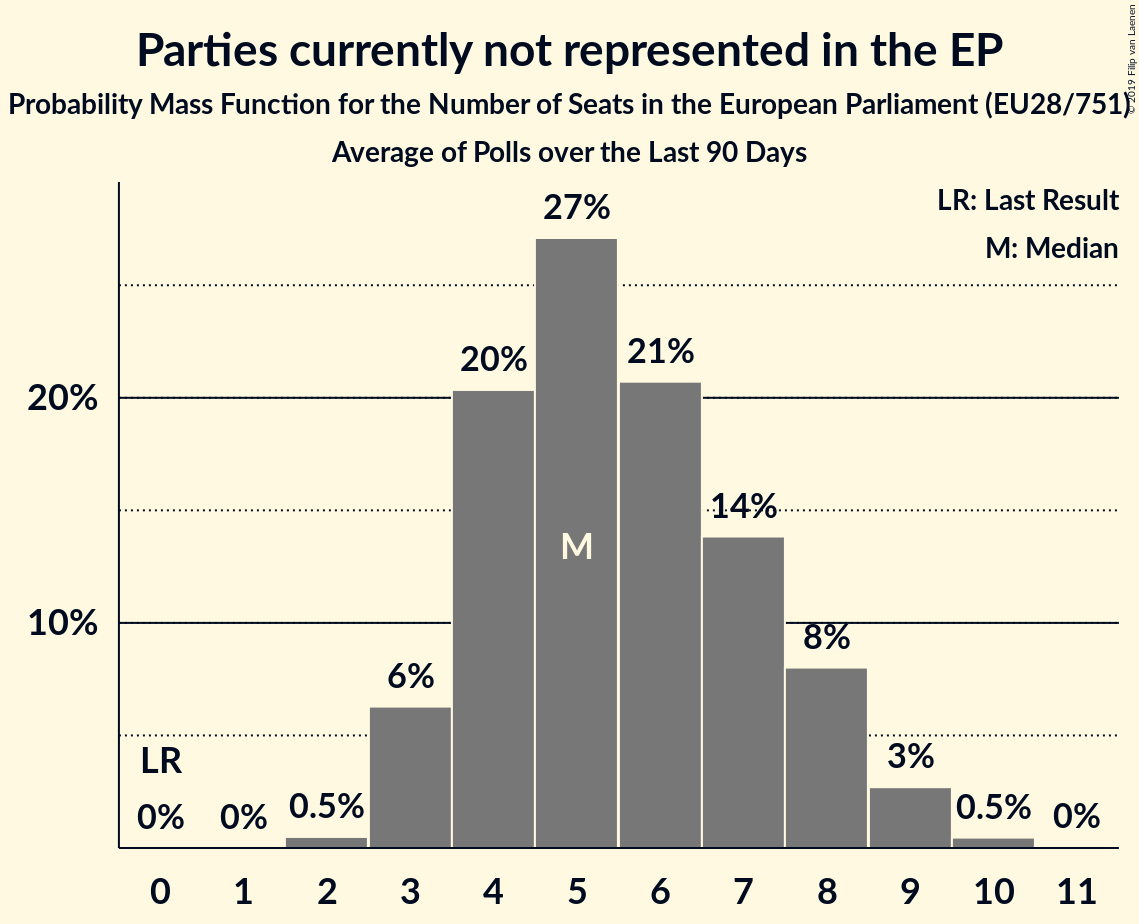 Parties currently not represented in the EP
Probability Mass Function for the Number of Seats in the European Parliament (EU28/751)
Average of Polls over the Last 90 Days
© 2019 Filip van Laenen
LR: Last Result
M: Median
27%
20%
21%
20%
14%
M
10%
8%
6%
3%
LR
0%
0%
0.5%
0.5%
0%
0 1 2 3 4 5 6 7 8 9 10 11